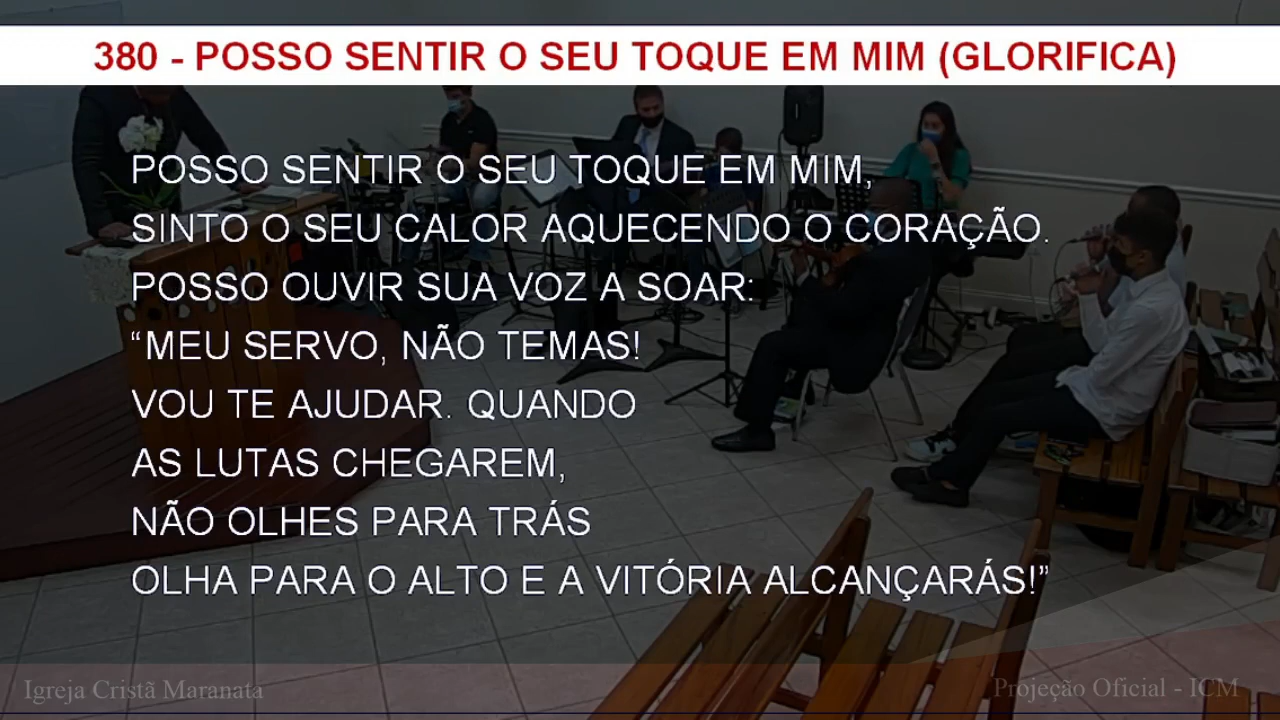 380 - POSSO SENTIR O SEU TOQUE EM MIM (GLORIFICA)
POSSO SENTIR O SEU TOQUE EM MIM,
SINTO O SEU CALOR AQUECENDO O CORAÇÃO.
POSSO OUVIR SUA VOZ A SOAR:
“MEU SERVO, NÃO TEMAS!
VOU TE AJUDAR. QUANDO
AS LUTAS CHEGAREM,
NÃO OLHES PARA TRÁS
OLHA PARA O ALTO E A VITÓRIA ALCANÇARÁS!”
Igreja Cristã Maranata
Projeção Oficial - ICM